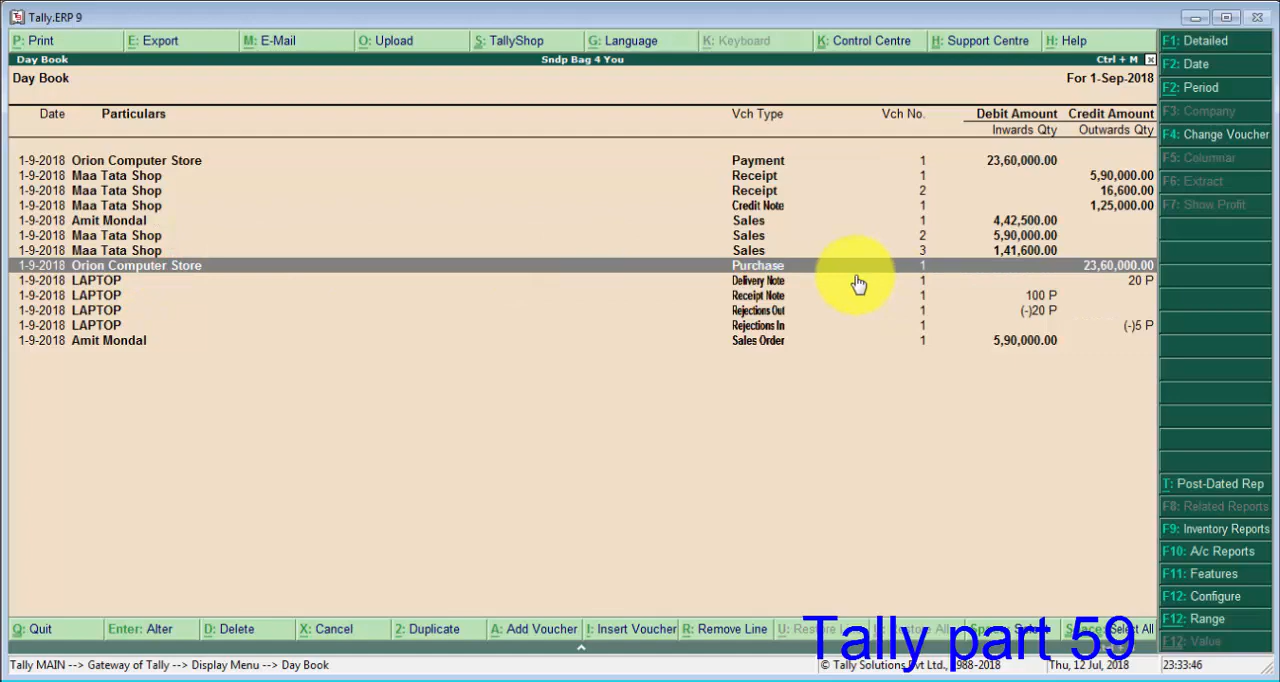 Tally.ERP 9
P: Print E: Export M: E-Mail O: Upload S: TallyShop G: Language K: Keyboard K: Control Centre H: Support Centre H: Help
Day Book Sndp Bag 4 You Ctrl + M
Day Book For 1-Sep-2018
Date Particulars Vch Type Vch No. Debit Amount Credit Amount
Inwards Qty Outwards Qty
1-9-2018 Orion Computer Store Payment 1 23,60,000.00
1-9-2018 Maa Tata Shop Receipt 1 5,90,000.00
1-9-2018 Maa Tata Shop Receipt 2 16,600.00
1-9-2018 Maa Tata Shop Credit Note 1 1,25,000.00
1-9-2018 Amit Mondal Sales 1 4,42,500.00
1-9-2018 Maa Tata Shop Sales 2 5,90,000.00
1-9-2018 Maa Tata Shop Sales 3 1,41,600.00
1-9-2018 Orion Computer Store Purchase 1 23,60,000.00
1-9-2018 LAPTOP Delivery Note 1 20 P
1-9-2018 LAPTOP Receipt Note 1 100 P
1-9-2018 LAPTOP Rejections Out 1 (-)20 P
1-9-2018 LAPTOP Rejections In 1 (-)5 P
1-9-2018 Amit Mondal Sales Order 1 5,90,000.00
F1: Detailed
F2: Date
F2: Period
F3: Company
F4: Change Voucher
F5: Columnar
F6: Extract
F7: Show Profit
T: Post-Dated Rep
F8: Related Reports
F9: Inventory Reports
F10: A/c Reports
F11: Features
F12: Configure
F12: Range
F12: Value
Q: Quit Enter: Alter D: Delete X: Cancel 2: Duplicate A: Add Voucher I: Insert Voucher R: Remove Line All
Tally part 59
Tally MAIN --> Gateway of Tally --> Display Menu --> Day Book © Tally Solutions Pvt Ltd., 1988-2018 Thu, 12 Jul, 2018 23:33:46